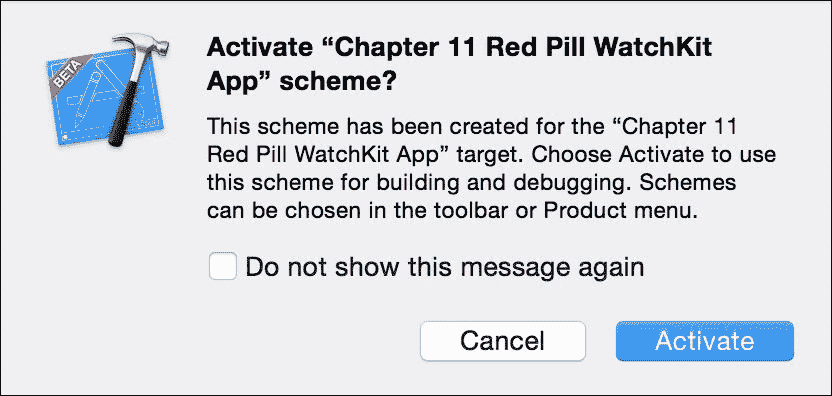 BETA
Activate “Chapter 11 Red Pill WatchKit
App” scheme?
This scheme has been created for the “Chapter 11
Red Pill WatchKit App” target. Choose Activate to use
this scheme for building and debugging. Schemes
can be chosen in the toolbar or Product menu.
Do not show this message again
Cancel
Activate